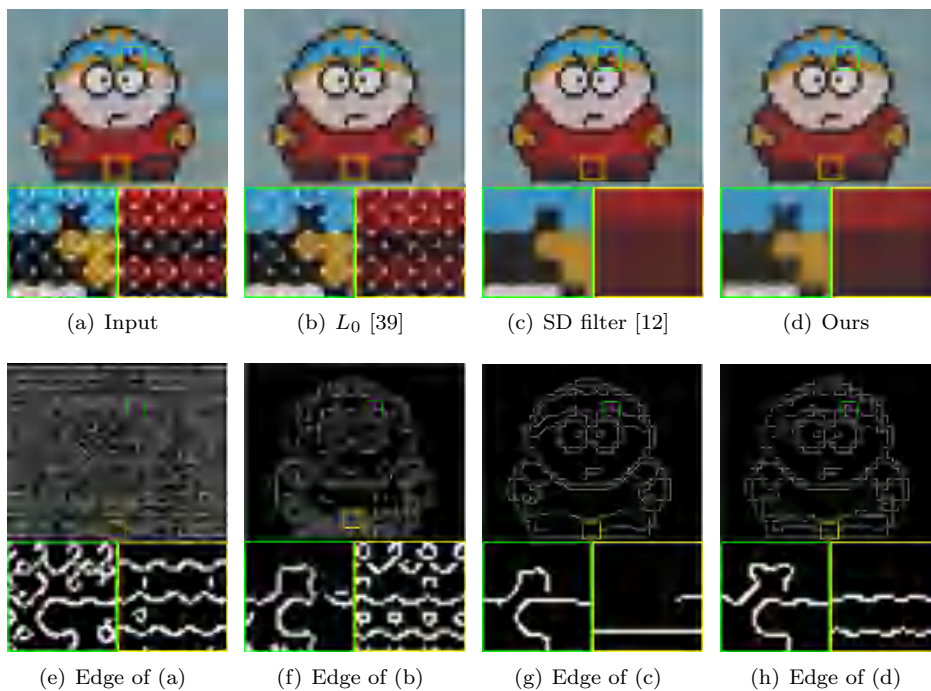 (a) Input
(b) L₀ [39]
(c) SD filter [12]
(d) Ours
(e) Edge of (a)
(f) Edge of (b)
(g) Edge of (c)
(h) Edge of (d)